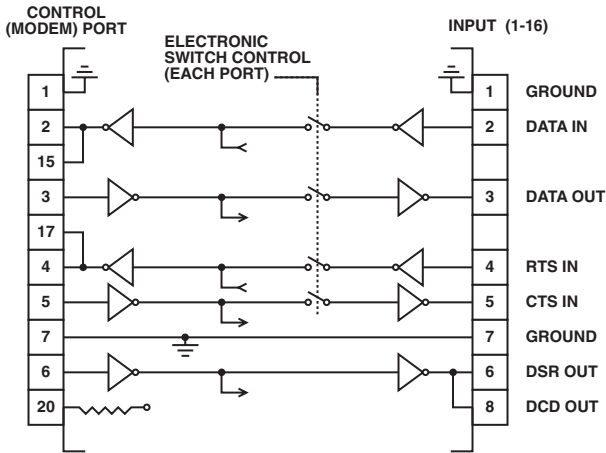 CONTROL
(MODEM) PORT
INPUT (1-16)
ELECTRONIC
SWITCH CONTROL
(EACH PORT)
1 1 GROUND
2 2 DATA IN
15
3 3 DATA OUT
17
4 4 RTS IN
5 5 CTS IN
7 7 GROUND
6 6 DSR OUT
20 8 DCD OUT